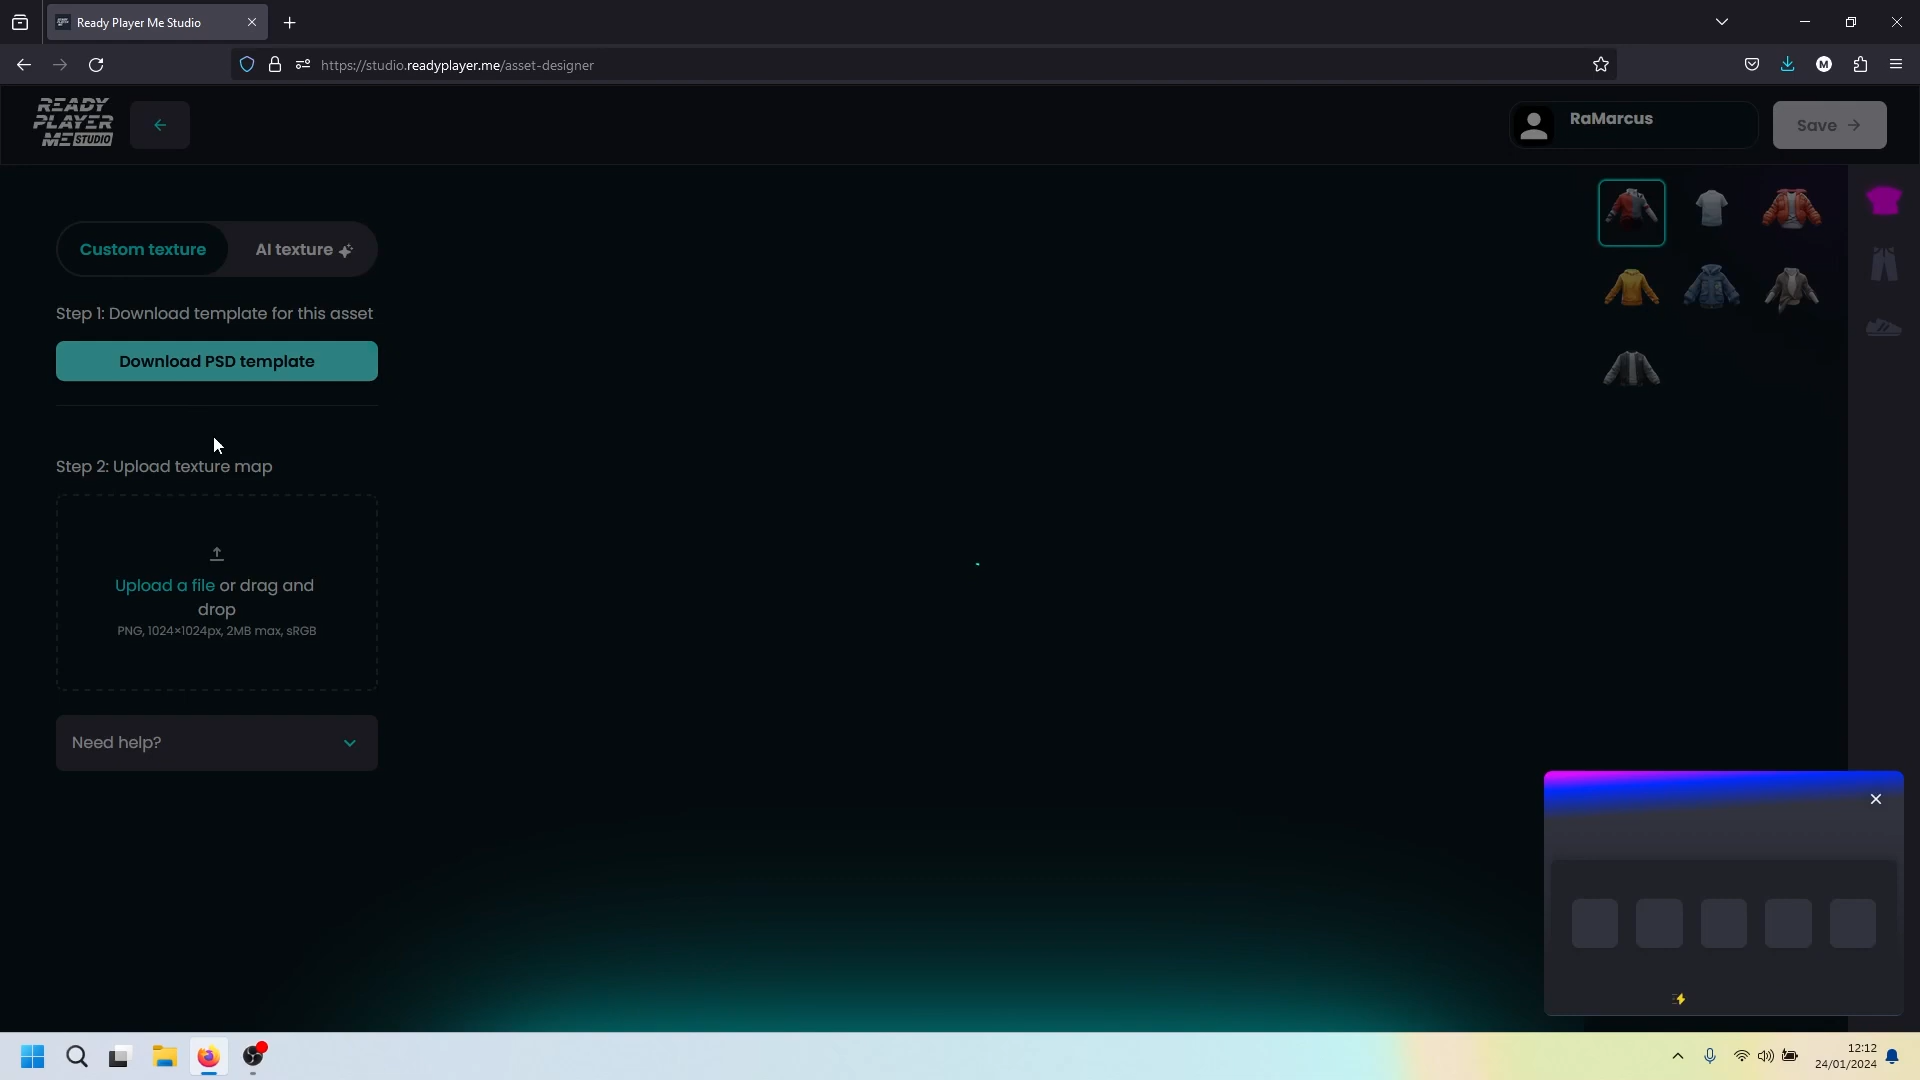 Ready Player Me Studio
https://studio.readyplayer.me/asset-designer
M
READY
PLAYER
ME STUDIO
RaMarcus
Save
Custom texture
AI texture
Step 1: Download template for this asset
Download PSD template
Step 2: Upload texture map
Upload a file or drag and
drop
PNG, 1024×1024px, 2MB max, sRGB
Need help?
12:12
24/01/2024